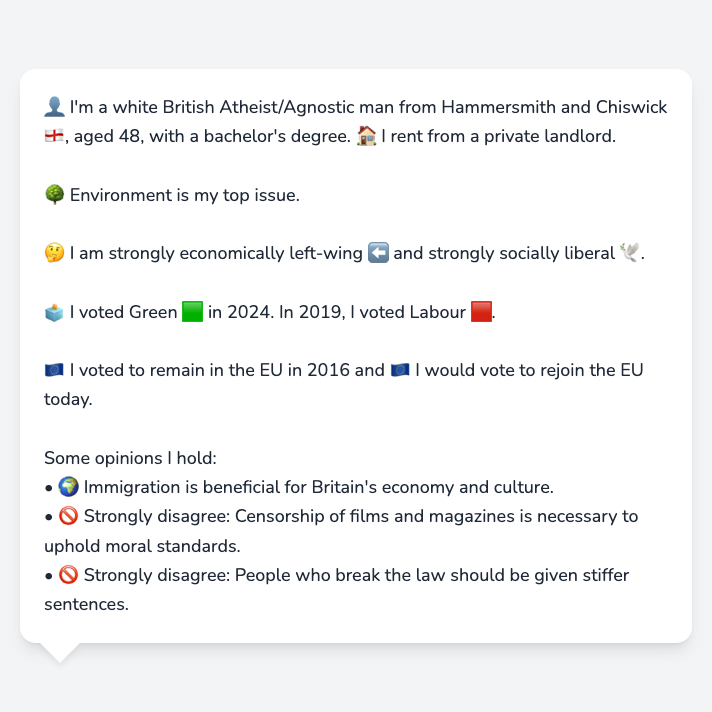 👤 I'm a white British Atheist/Agnostic man from Hammersmith and Chiswick
🏴󠁧󠁢󠁥󠁮󠁧󠁿, aged 48, with a bachelor's degree. 🏠 I rent from a private landlord.
🌳 Environment is my top issue.
🤔 I am strongly economically left-wing ⬅️ and strongly socially liberal 🕊️.
🗳️ I voted Green 🟩 in 2024. In 2019, I voted Labour 🟥.
🇪🇺 I voted to remain in the EU in 2016 and 🇪🇺 I would vote to rejoin the EU
today.
Some opinions I hold:
• 🌍 Immigration is beneficial for Britain's economy and culture.
• 🚫 Strongly disagree: Censorship of films and magazines is necessary to
uphold moral standards.
• 🚫 Strongly disagree: People who break the law should be given stiffer
sentences.